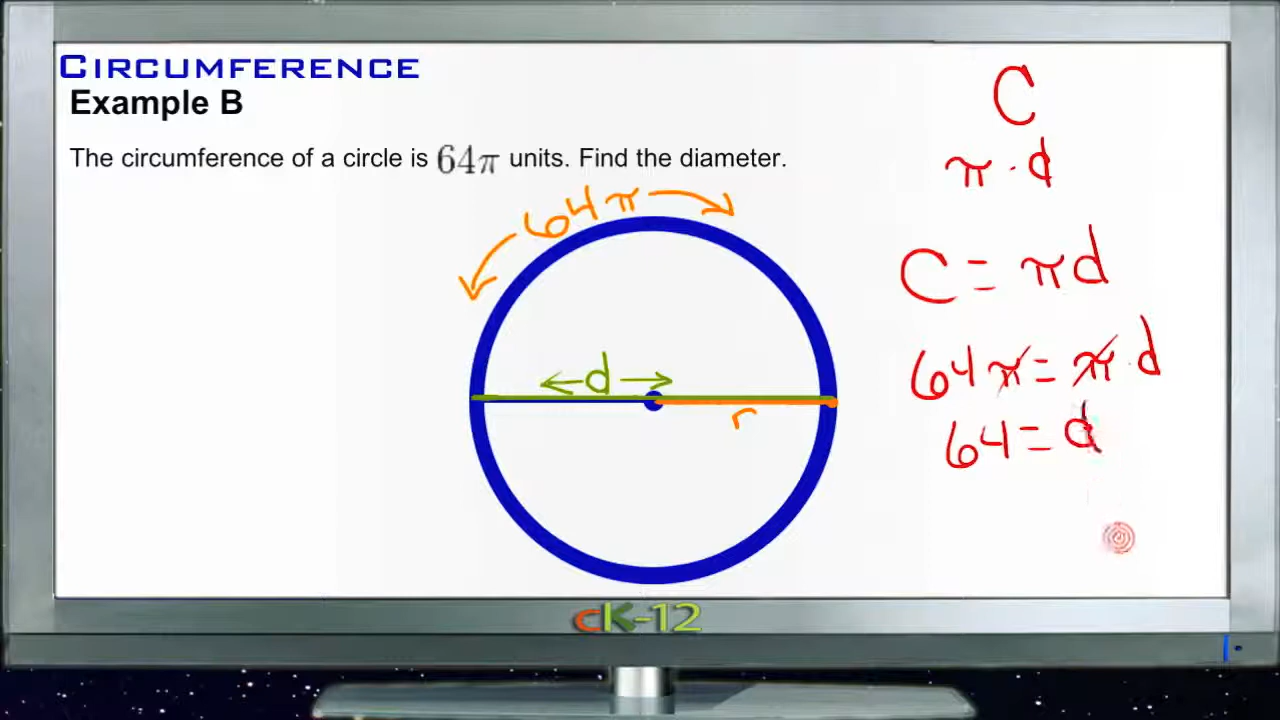 CIRCUMFERENCE
Example B
The circumference of a circle is 64π units. Find the diameter.
64π
d
r
C
π · d
C = πd
64π = π · d
64 = d
cK-12